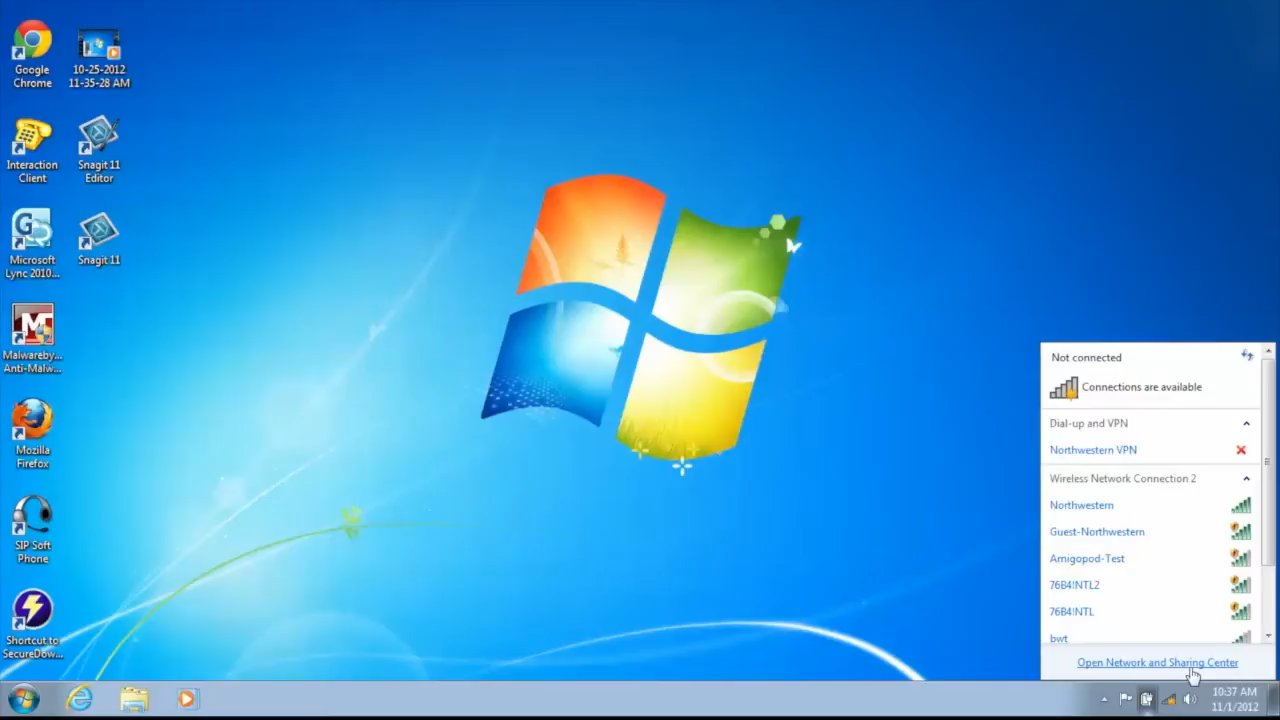 Google
Chrome
10-25-2012
11-35-28 AM
Interaction
Client
Snagit 11
Editor
Microsoft
Lync 2010...
Snagit 11
Malwareby...
Anti-Malw...
Mozilla
Firefox
SIP Soft
Phone
Shortcut to
SecureDow...
Not connected
Connections are available
Dial-up and VPN
Northwestern VPN
Wireless Network Connection 2
Northwestern
Guest-Northwestern
Amigopod-Test
76B4!NTL2
76B4!NTL
bwt
Open Network and Sharing Center
10:37 AM
11/1/2012